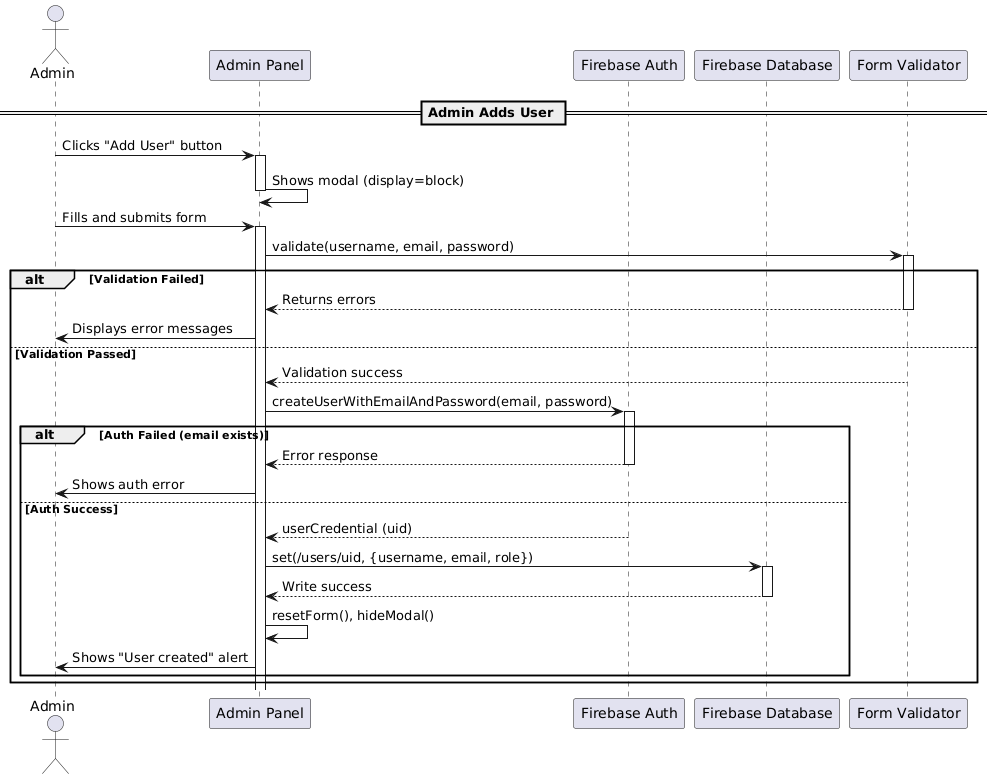 Admin
Admin Panel
Firebase Auth
Firebase Database
Form Validator
Admin Adds User
Clicks "Add User" button
Shows modal (display=block)
Fills and submits form
validate(username, email, password)
alt
[Validation Failed]
Returns errors
Displays error messages
[Validation Passed]
Validation success
createUserWithEmailAndPassword(email, password)
alt
[Auth Failed (email exists)]
Error response
Shows auth error
[Auth Success]
userCredential (uid)
set(/users/uid, {username, email, role})
Write success
resetForm(), hideModal()
Shows "User created" alert
Admin
Admin Panel
Firebase Auth
Firebase Database
Form Validator